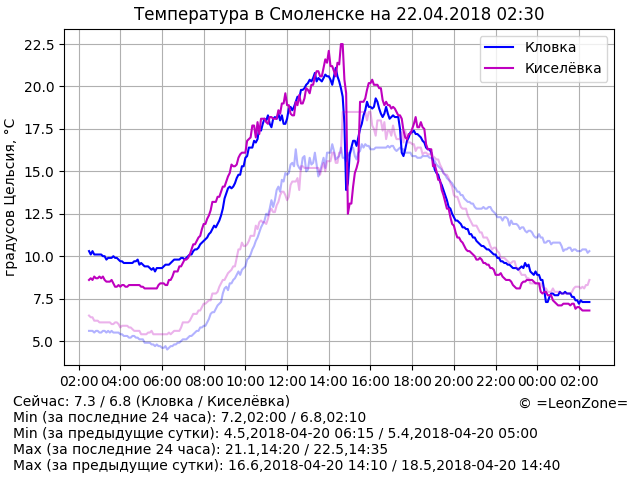 Температура в Смоленске на 22.04.2018 02:30
Кловка
Киселёвка
градусов Цельсия, °C
22.5
20.0
17.5
15.0
12.5
10.0
7.5
5.0
02:00 04:00 06:00 08:00 10:00 12:00 14:00 16:00 18:00 20:00 22:00 00:00 02:00
Сейчас: 7.3 / 6.8 (Кловка / Киселёвка)
© =LeonZone=
Min (за последние 24 часа): 7.2,02:00 / 6.8,02:10
Min (за предыдущие сутки): 4.5,2018-04-20 06:15 / 5.4,2018-04-20 05:00
Max (за последние 24 часа): 21.1,14:20 / 22.5,14:35
Max (за предыдущие сутки): 16.6,2018-04-20 14:10 / 18.5,2018-04-20 14:40